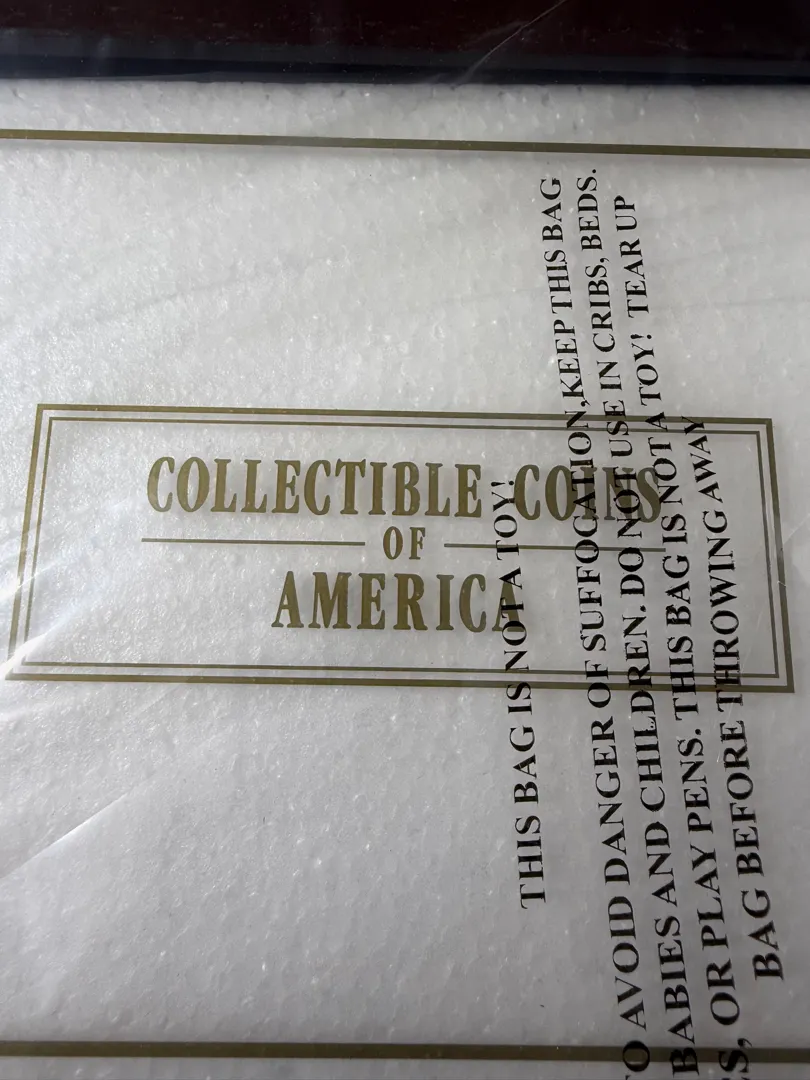 COLLECTIBLE COINS
OF
AMERICA
THIS BAG IS NOT A TOY!
TO AVOID DANGER OF SUFFOCATION, KEEP THIS BAG
BABIES AND CHILDREN. DO NOT USE IN CRIBS, BEDS.
OR PLAY PENS. THIS BAG IS NOT A TOY! TEAR UP
BAG BEFORE THROWING AWAY